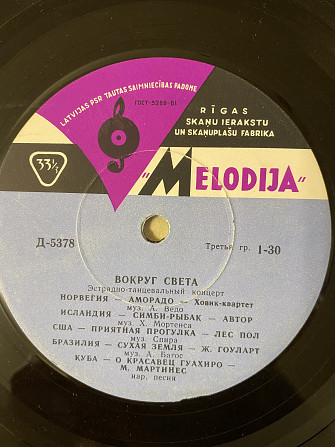 LATVIJAS PSR TAUTAS SAIMNIECĪBAS PADOME
ГОСТ-5289-61
RĪGAS
SKAŅU IERAKSTU
UN SKAŅUPLAŠU FABRIKA
33⅓
"MELODIJA"
Д-5378
Третья гр. 1-30
ВОКРУГ СВЕТА
Эстрадно-танцевальный концерт
НОРВЕГИЯ — АМОРАДО — Ховик-квартет
муз. А. Ведо
ИСЛАНДИЯ — СИМБИ-РЫБАК — АВТОР
муз. Х. Мортенса
США — ПРИЯТНАЯ ПРОГУЛКА — ЛЕС ПОЛ
муз. Спира
БРАЗИЛИЯ — СУХАЯ ЗЕМЛЯ — Ж. ГОУЛАРТ
муз. А. Багос
КУБА — О КРАСАВЕЦ ГУАХИРО —
М. МАРТИНЕС
нар. песня